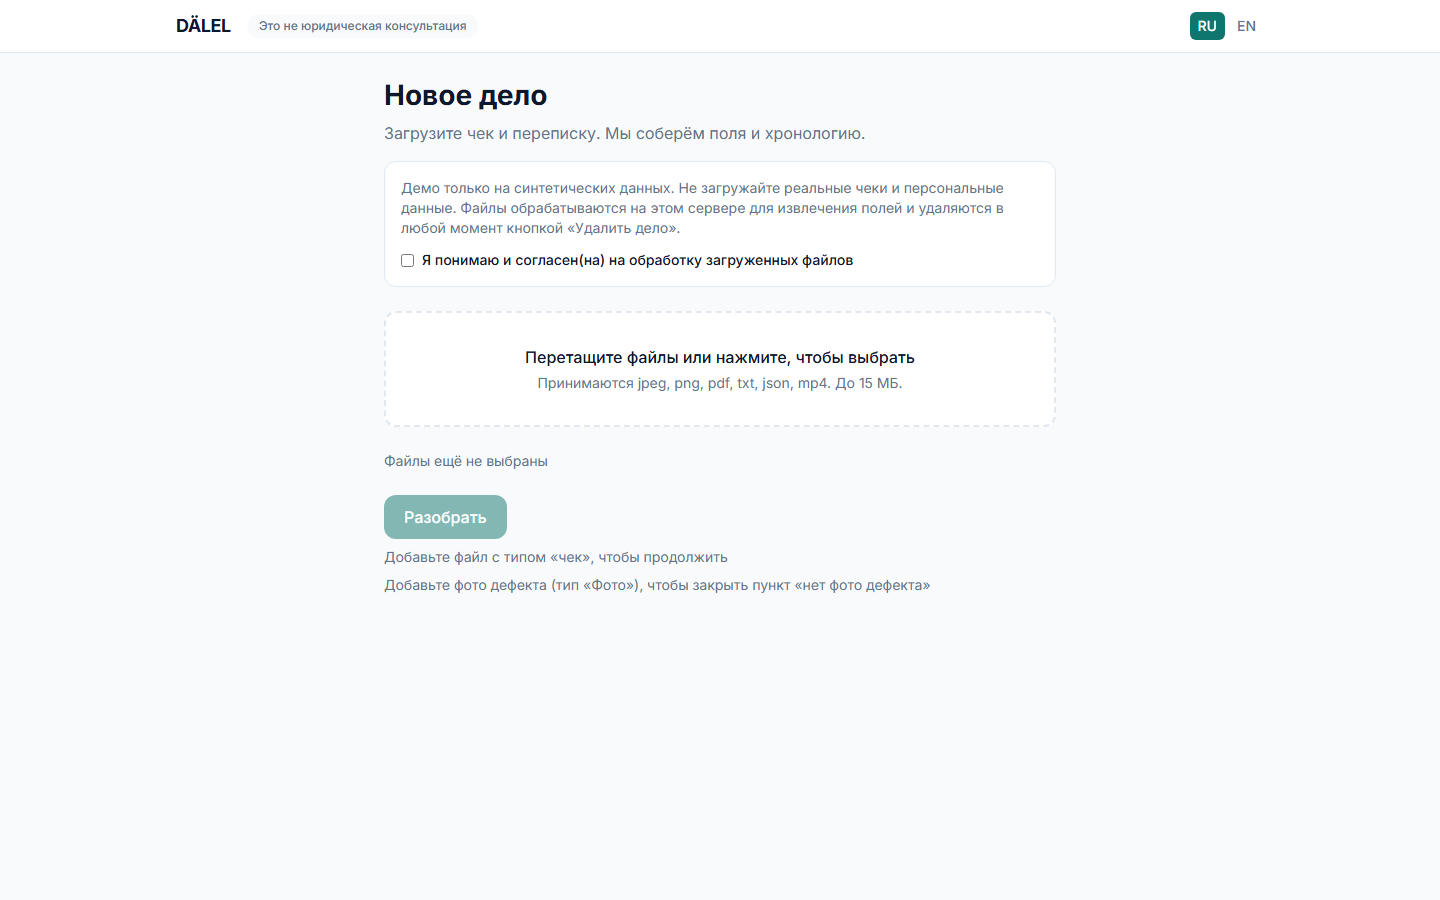 DÄLEL
Это не юридическая консультация
RU
EN
Новое дело
Загрузите чек и переписку. Мы соберём поля и хронологию.
Демо только на синтетических данных. Не загружайте реальные чеки и персональные
данные. Файлы обрабатываются на этом сервере для извлечения полей и удаляются в
любой момент кнопкой «Удалить дело».
Я понимаю и согласен(на) на обработку загруженных файлов
Перетащите файлы или нажмите, чтобы выбрать
Принимаются jpeg, png, pdf, txt, json, mp4. До 15 МБ.
Файлы ещё не выбраны
Разобрать
Добавьте файл с типом «чек», чтобы продолжить
Добавьте фото дефекта (тип «Фото»), чтобы закрыть пункт «нет фото дефекта»